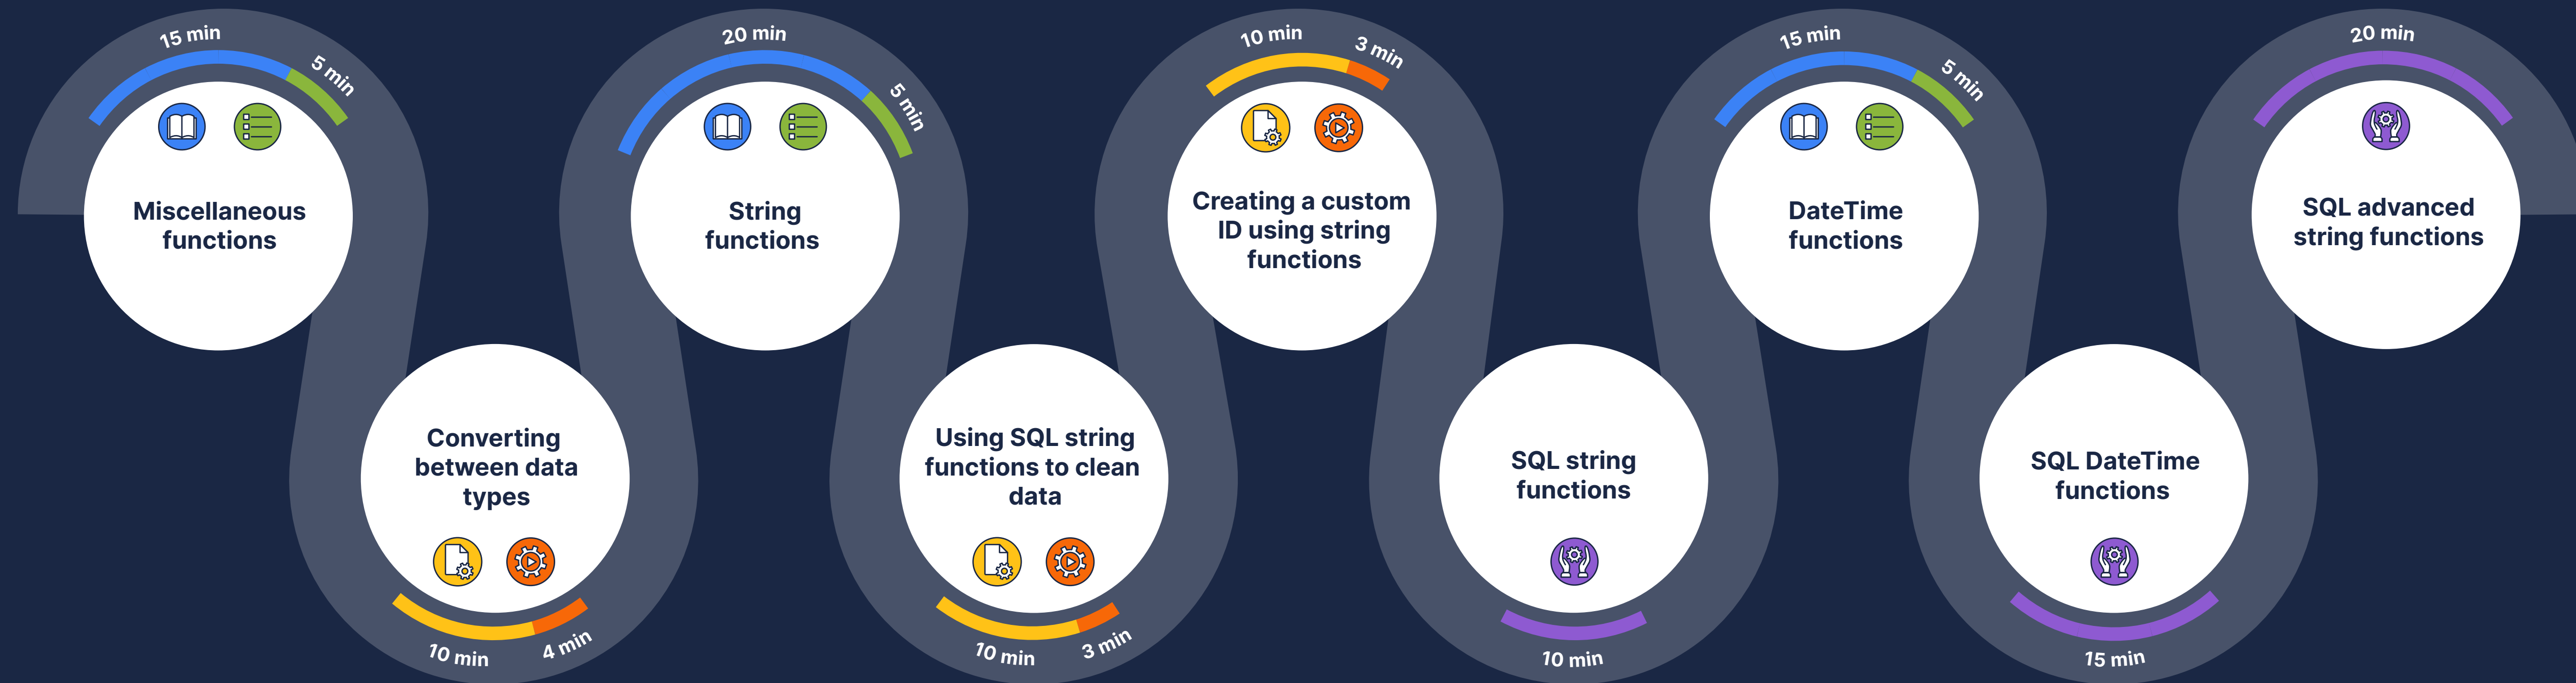 15 min
5 min
Miscellaneous
functions
Converting
between data
types
10 min
4 min
20 min
5 min
String
functions
Using SQL string
functions to clean
data
10 min
3 min
10 min
3 min
Creating a custom
ID using string
functions
SQL string
functions
10 min
15 min
5 min
DateTime
functions
SQL DateTime
functions
15 min
20 min
SQL advanced
string functions